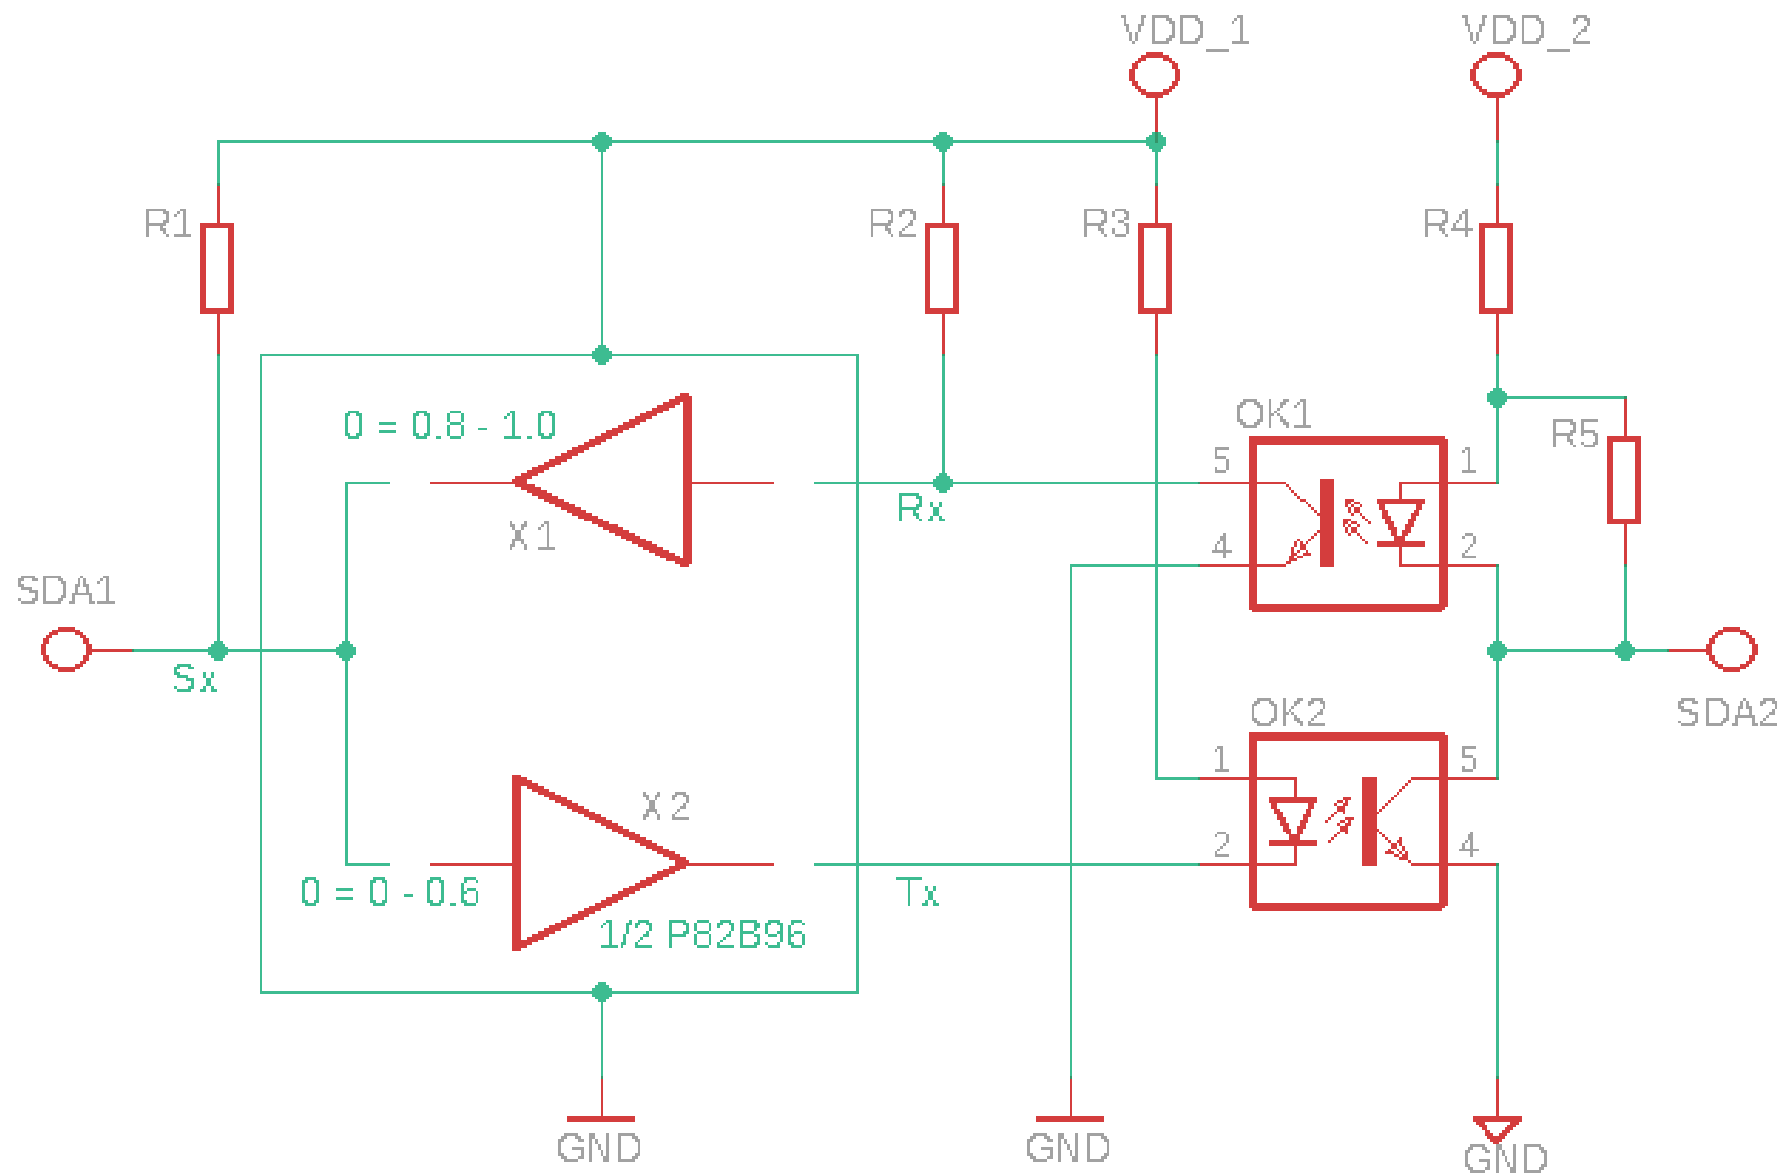 VDD_1
VDD_2
R1
R2
R3
R4
0 = 0.8 - 1.0
OK1
R5
5
1
Rx
X1
4
2
SDA1
Sx
SDA2
OK2
1
5
X2
2
4
0 = 0 - 0.6
Tx
1/2 P82B96
GND
GND
GND